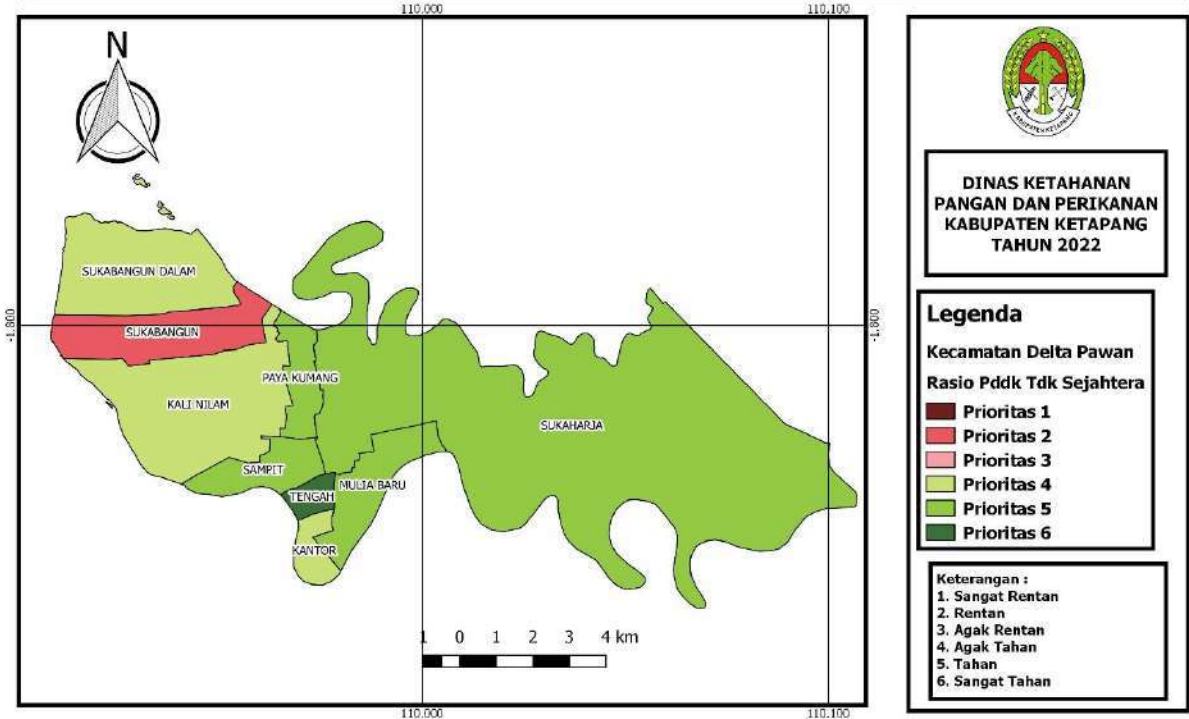 110.000
110.100
N
-1.800
-1.800
SUKABANGUN DALAM
SUKABANGUN
PAYA KUMANG
KALI NILAM
SUKAHARJA
SAMPIT
MULIA BARU
TENGAH
KANTOR
1 0 1 2 3 4 km
110.000
110.100
KABUPATEN KETAPANG
DINAS KETAHANAN
PANGAN DAN PERIKANAN
KABUPATEN KETAPANG
TAHUN 2022
Legenda
Kecamatan Delta Pawan
Rasio Pddk Tdk Sejahtera
Prioritas 1
Prioritas 2
Prioritas 3
Prioritas 4
Prioritas 5
Prioritas 6
Keterangan :
1. Sangat Rentan
2. Rentan
3. Agak Rentan
4. Agak Tahan
5. Tahan
6. Sangat Tahan